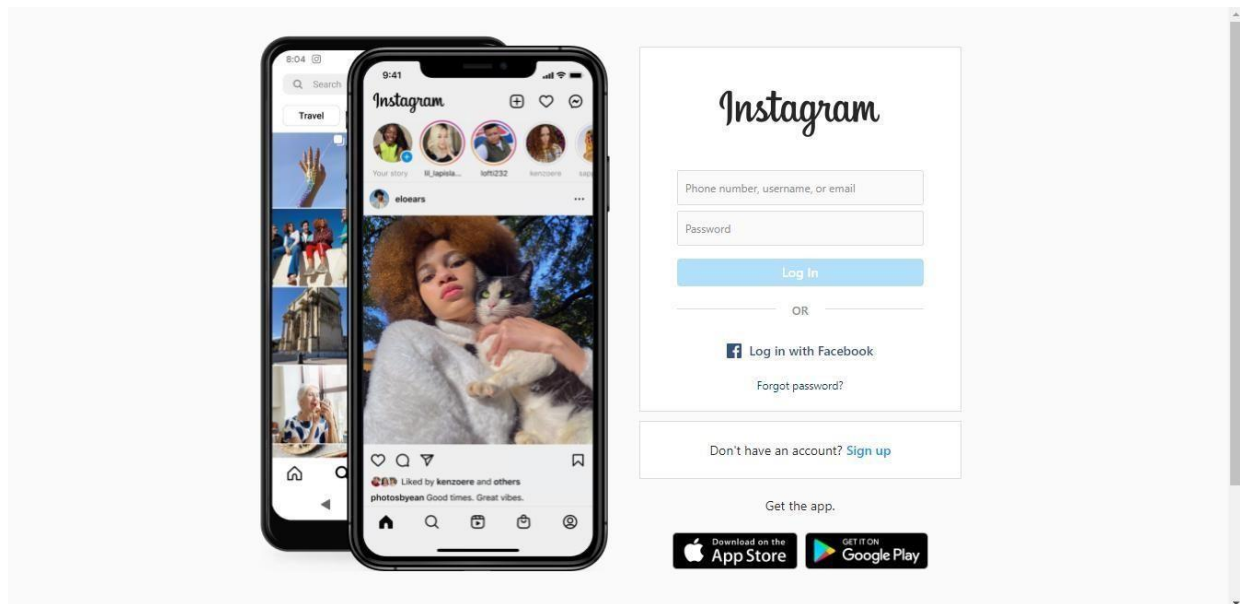 8:04
Search
Travel
9:41
Instagram
Your story
lil_lapisla...
lofti232
kenzoere
sap
eloears
Liked by kenzoere and others
photosbyean Good times. Great vibes.
Instagram
Phone number, username, or email
Password
Log In
OR
Log in with Facebook
Forgot password?
Don't have an account? Sign up
Get the app.
Download on the
App Store
GET IT ON
Google Play